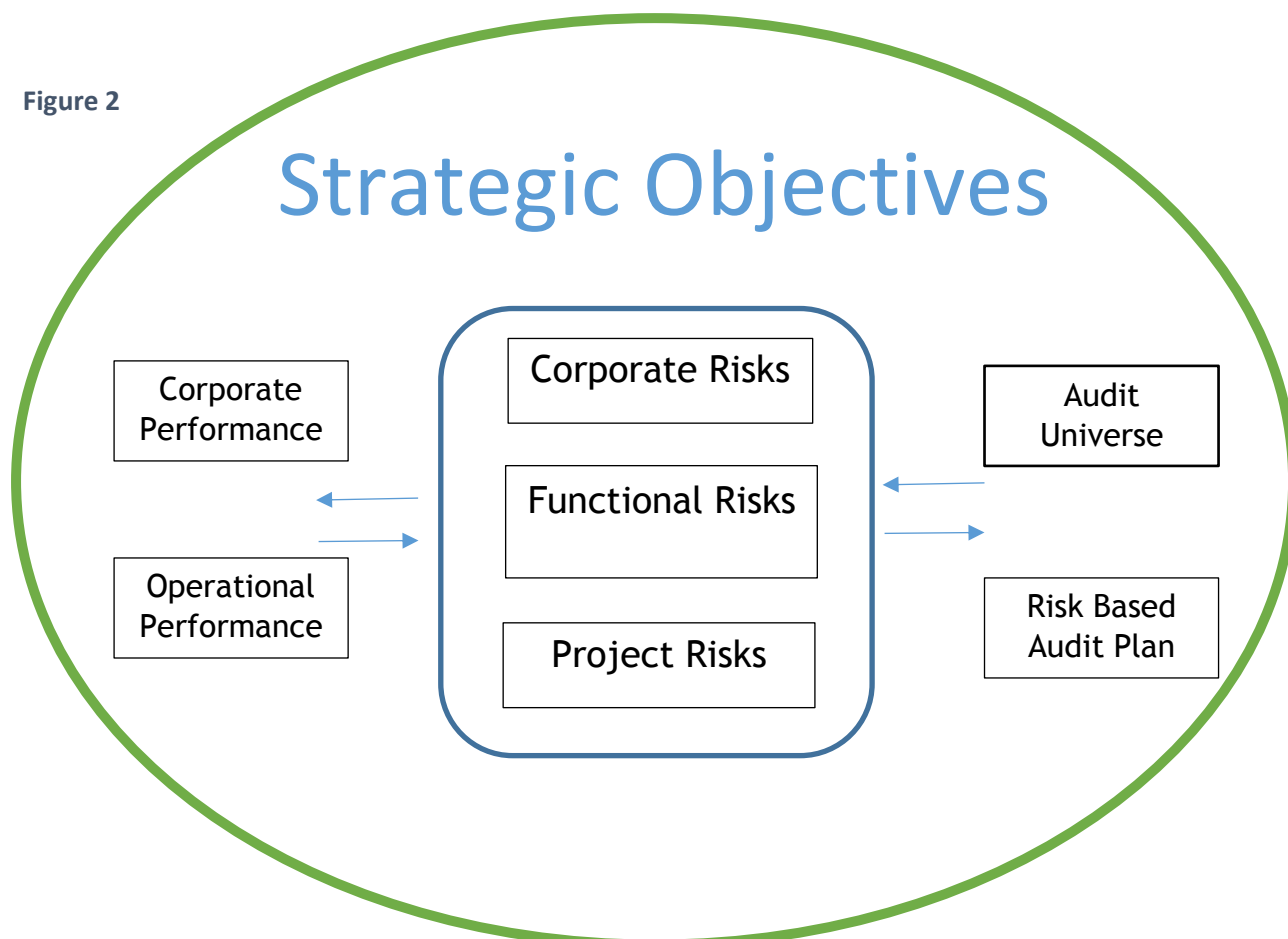 Figure 2
Strategic Objectives
Corporate
Performance
Operational
Performance
Corporate Risks
Functional Risks
Project Risks
Audit
Universe
Risk Based
Audit Plan